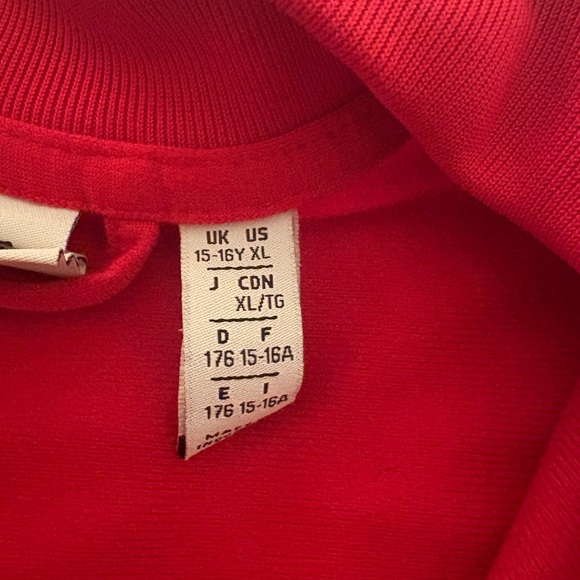 UK US
15-16Y XL
J CDN
XL/TG
D F
176 15-16A
E I
176 15-16A